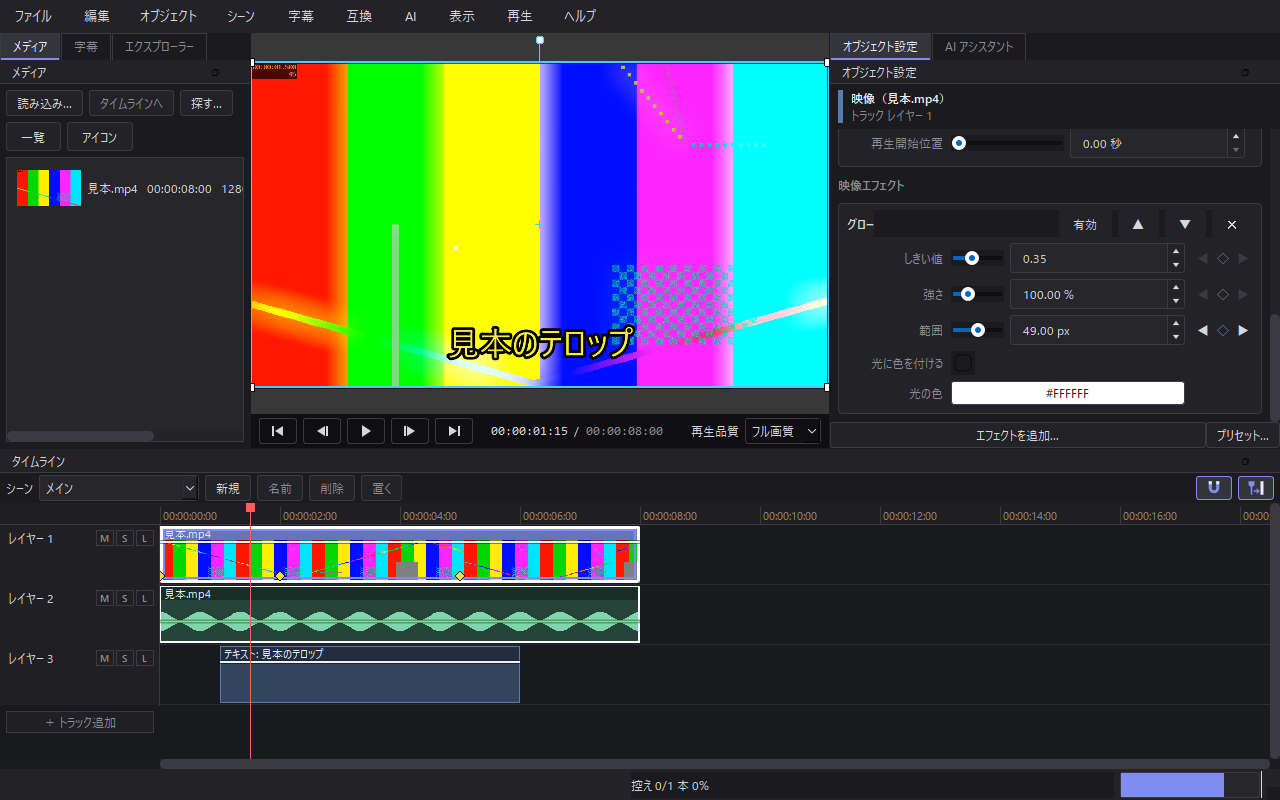 ファイル 編集 オブジェクト シーン 字幕 互換 AI 表示 再生 ヘルプ
メディア 字幕 エクスプローラー
オブジェクト設定 AI アシスタント
メディア
オブジェクト設定
読み込み... タイムラインへ 探す...
一覧 アイコン
見本.mp4 00:00:08:00 128
00:00:01.500
45
見本のテロップ
映像（見本.mp4）
トラック レイヤー 1
再生開始位置 0.00 秒
映像エフェクト
グロー 有効 ▲ ▼ ×
しきい値 0.35
強さ 100.00 %
範囲 49.00 px
光に色を付ける
光の色 #FFFFFF
エフェクトを追加... プリセット...
00:00:01:15 / 00:00:08:00 再生品質 フル画質
タイムライン
シーン メイン 新規 名前 削除 置く
00:00:00:00 00:00:02:00 00:00:04:00 00:00:06:00 00:00:08:00 00:00:10:00 00:00:12:00 00:00:14:00 00:00:16:00 00:00:
レイヤー 1 M S L 見本.mp4
レイヤー 2 M S L 見本.mp4
レイヤー 3 M S L テキスト: 見本のテロップ
＋ トラック追加
控え 0/1 本 0%